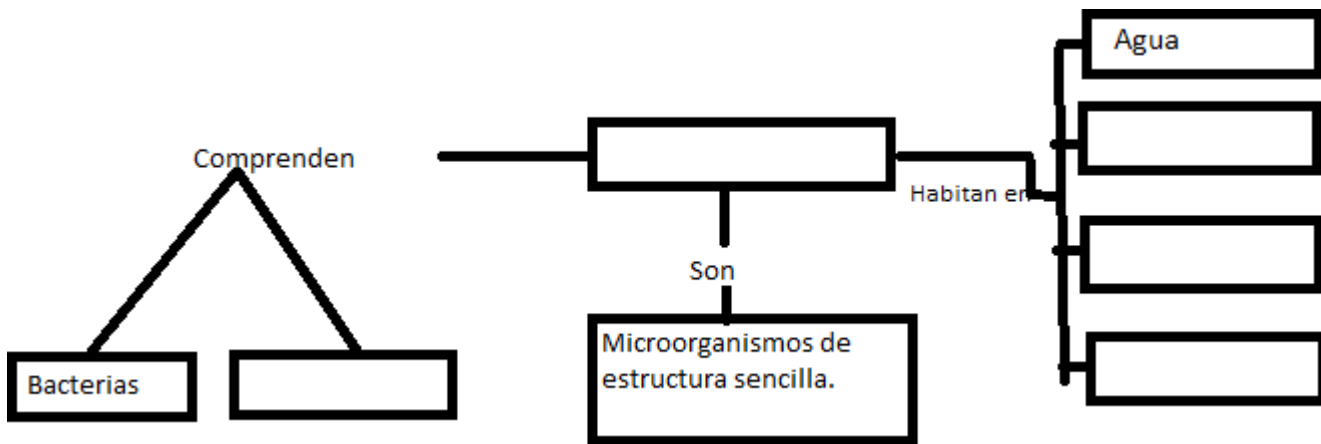 Agua
Comprenden
Habitan en
Son
Microorganismos de
estructura sencilla.
Bacterias